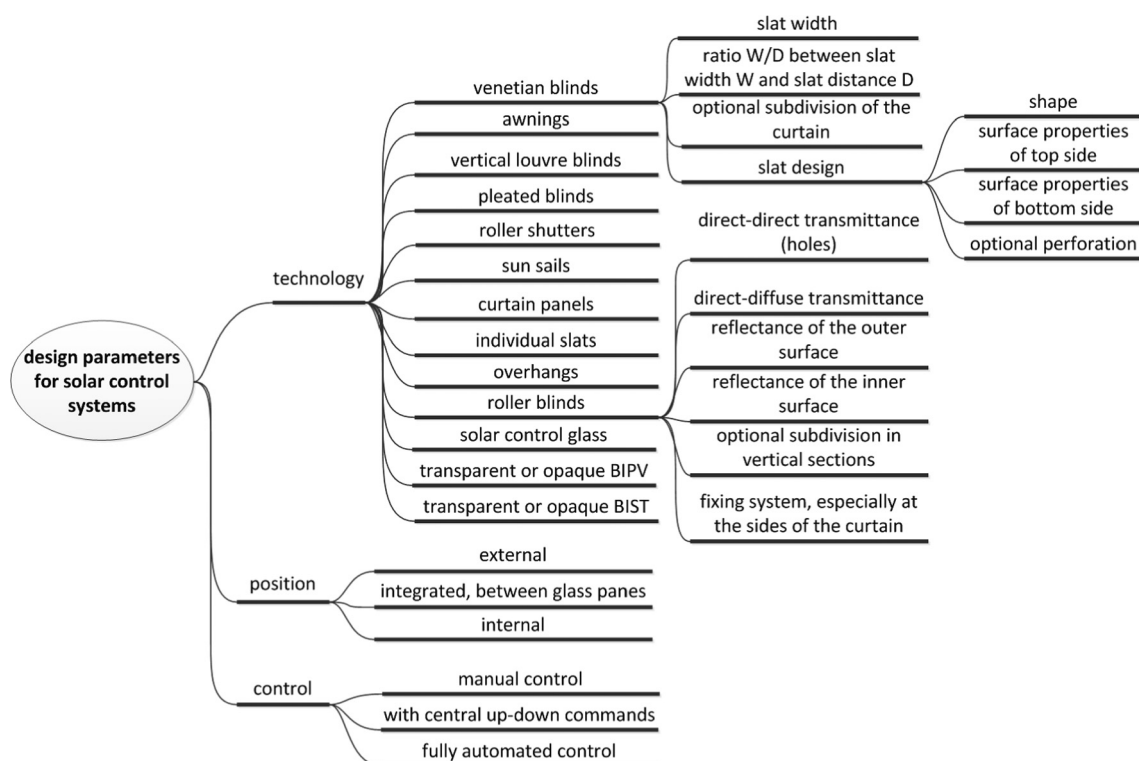 design parameters
for solar control
systems
technology
venetian blinds
slat width
ratio W/D between slat
width W and slat distance D
optional subdivision of the
curtain
slat design
shape
surface properties
of top side
surface properties
of bottom side
optional perforation
awnings
vertical louvre blinds
pleated blinds
roller shutters
sun sails
curtain panels
individual slats
overhangs
roller blinds
direct-direct transmittance
(holes)
direct-diffuse transmittance
reflectance of the outer
surface
reflectance of the inner
surface
optional subdivision in
vertical sections
fixing system, especially at
the sides of the curtain
solar control glass
transparent or opaque BIPV
transparent or opaque BIST
position
external
integrated, between glass panes
internal
control
manual control
with central up-down commands
fully automated control